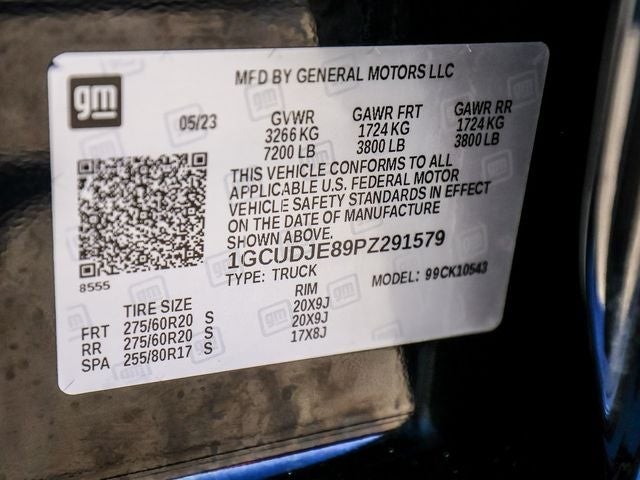 gm
MFD BY GENERAL MOTORS LLC
05/23
GVWR GAWR FRT GAWR RR
3266 KG 1724 KG 1724 KG
7200 LB 3800 LB 3800 LB
THIS VEHICLE CONFORMS TO ALL
APPLICABLE U.S. FEDERAL MOTOR
VEHICLE SAFETY STANDARDS IN EFFECT
ON THE DATE OF MANUFACTURE
SHOWN ABOVE.
1GCUDJE89PZ291579
TYPE: TRUCK MODEL: 99CK10543
8555
TIRE SIZE RIM
FRT 275/60R20 S 20X9J
RR 275/60R20 S 20X9J
SPA 255/80R17 S 17X8J